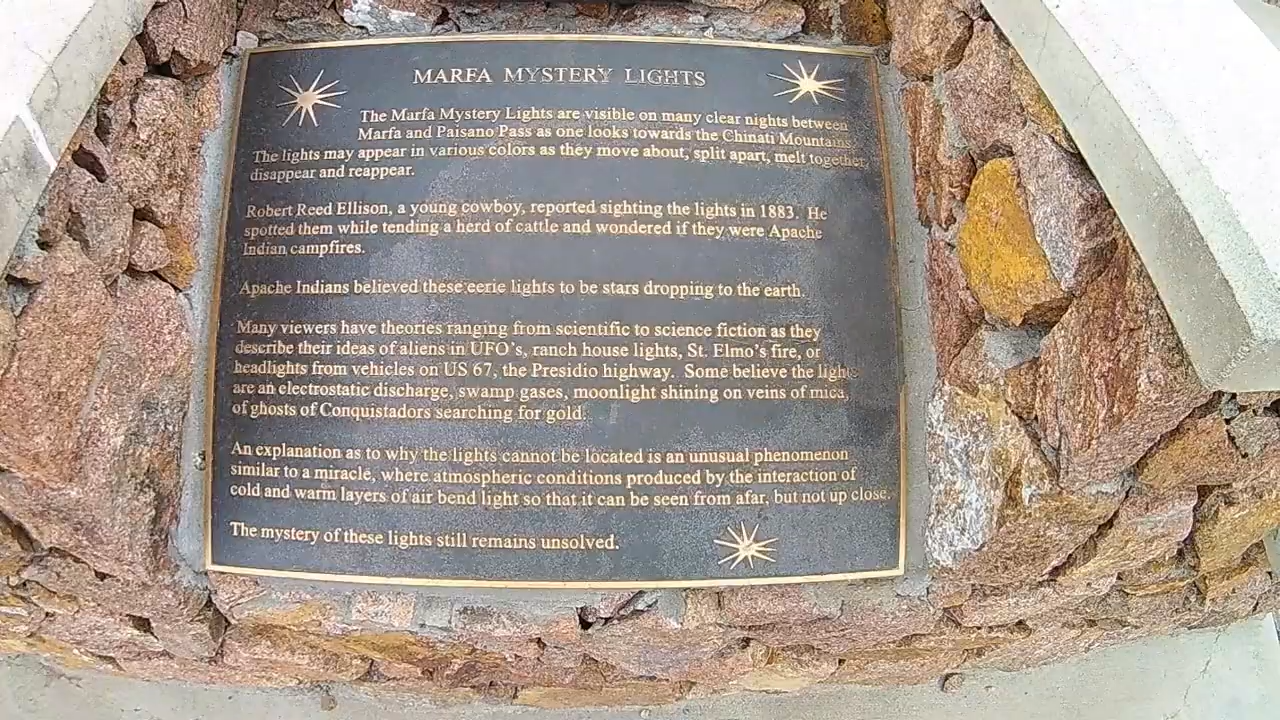 MARFA MYSTERY LIGHTS
The Marfa Mystery Lights are visible on many clear nights between
Marfa and Paisano Pass as one looks towards the Chinati Mountains.
The lights may appear in various colors as they move about, split apart, melt together,
disappear and reappear.
Robert Reed Ellison, a young cowboy, reported sighting the lights in 1883. He
spotted them while tending a herd of cattle and wondered if they were Apache
Indian campfires.
Apache Indians believed these eerie lights to be stars dropping to the earth.
Many viewers have theories ranging from scientific to science fiction as they
describe their ideas of aliens in UFO's, ranch house lights, St. Elmo's fire, or
headlights from vehicles on US 67, the Presidio highway. Some believe the lights
are an electrostatic discharge, swamp gases, moonlight shining on veins of mica,
of ghosts of Conquistadors searching for gold.
An explanation as to why the lights cannot be located is an unusual phenomenon
similar to a miracle, where atmospheric conditions produced by the interaction of
cold and warm layers of air bend light so that it can be seen from afar, but not up close.
The mystery of these lights still remains unsolved.